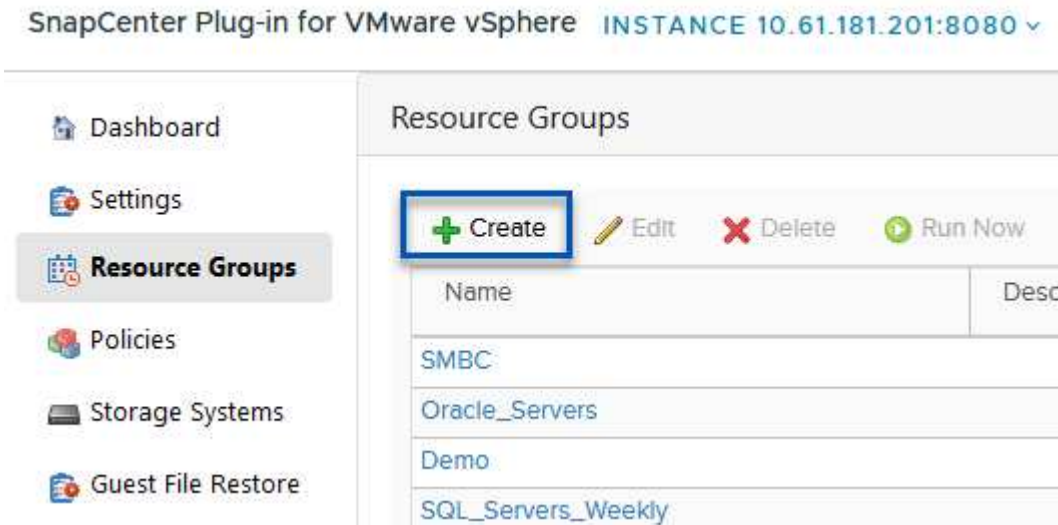 SnapCenter Plug-in for VMware vSphere INSTANCE 10.61.181.201:8080
Dashboard
Settings
Resource Groups
Policies
Storage Systems
Guest File Restore
Resource Groups
Create Edit Delete Run Now
Name Desc
SMBC
Oracle_Servers
Demo
SQL_Servers_Weekly